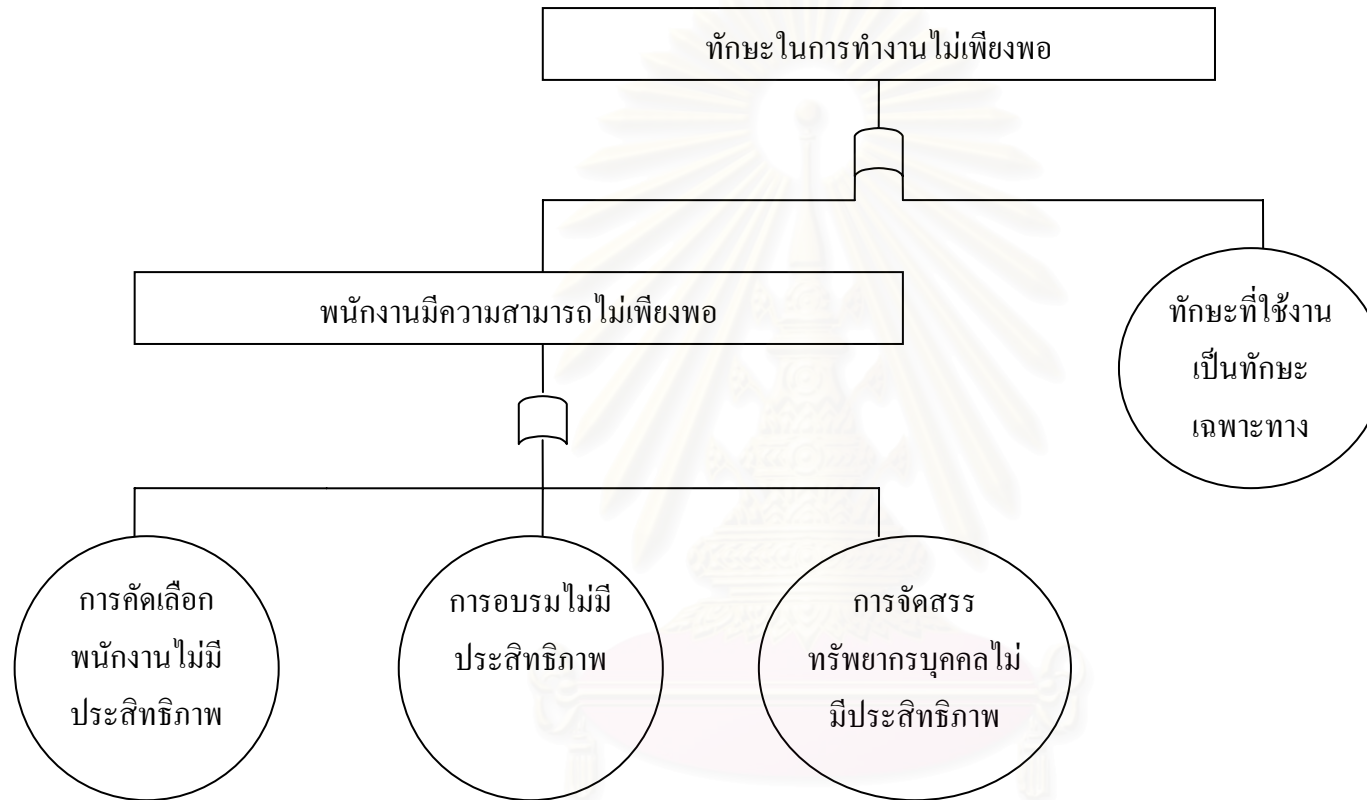 ทักษะในการทำงานไม่เพียงพอ
พนักงานมีความสามารถไม่เพียงพอ
ทักษะที่ใช้งาน
เป็นทักษะ
เฉพาะทาง
การคัดเลือก
พนักงานไม่มี
ประสิทธิภาพ
การอบรมไม่มี
ประสิทธิภาพ
การจัดสรร
ทรัพยากรบุคคลไม่
มีประสิทธิภาพ